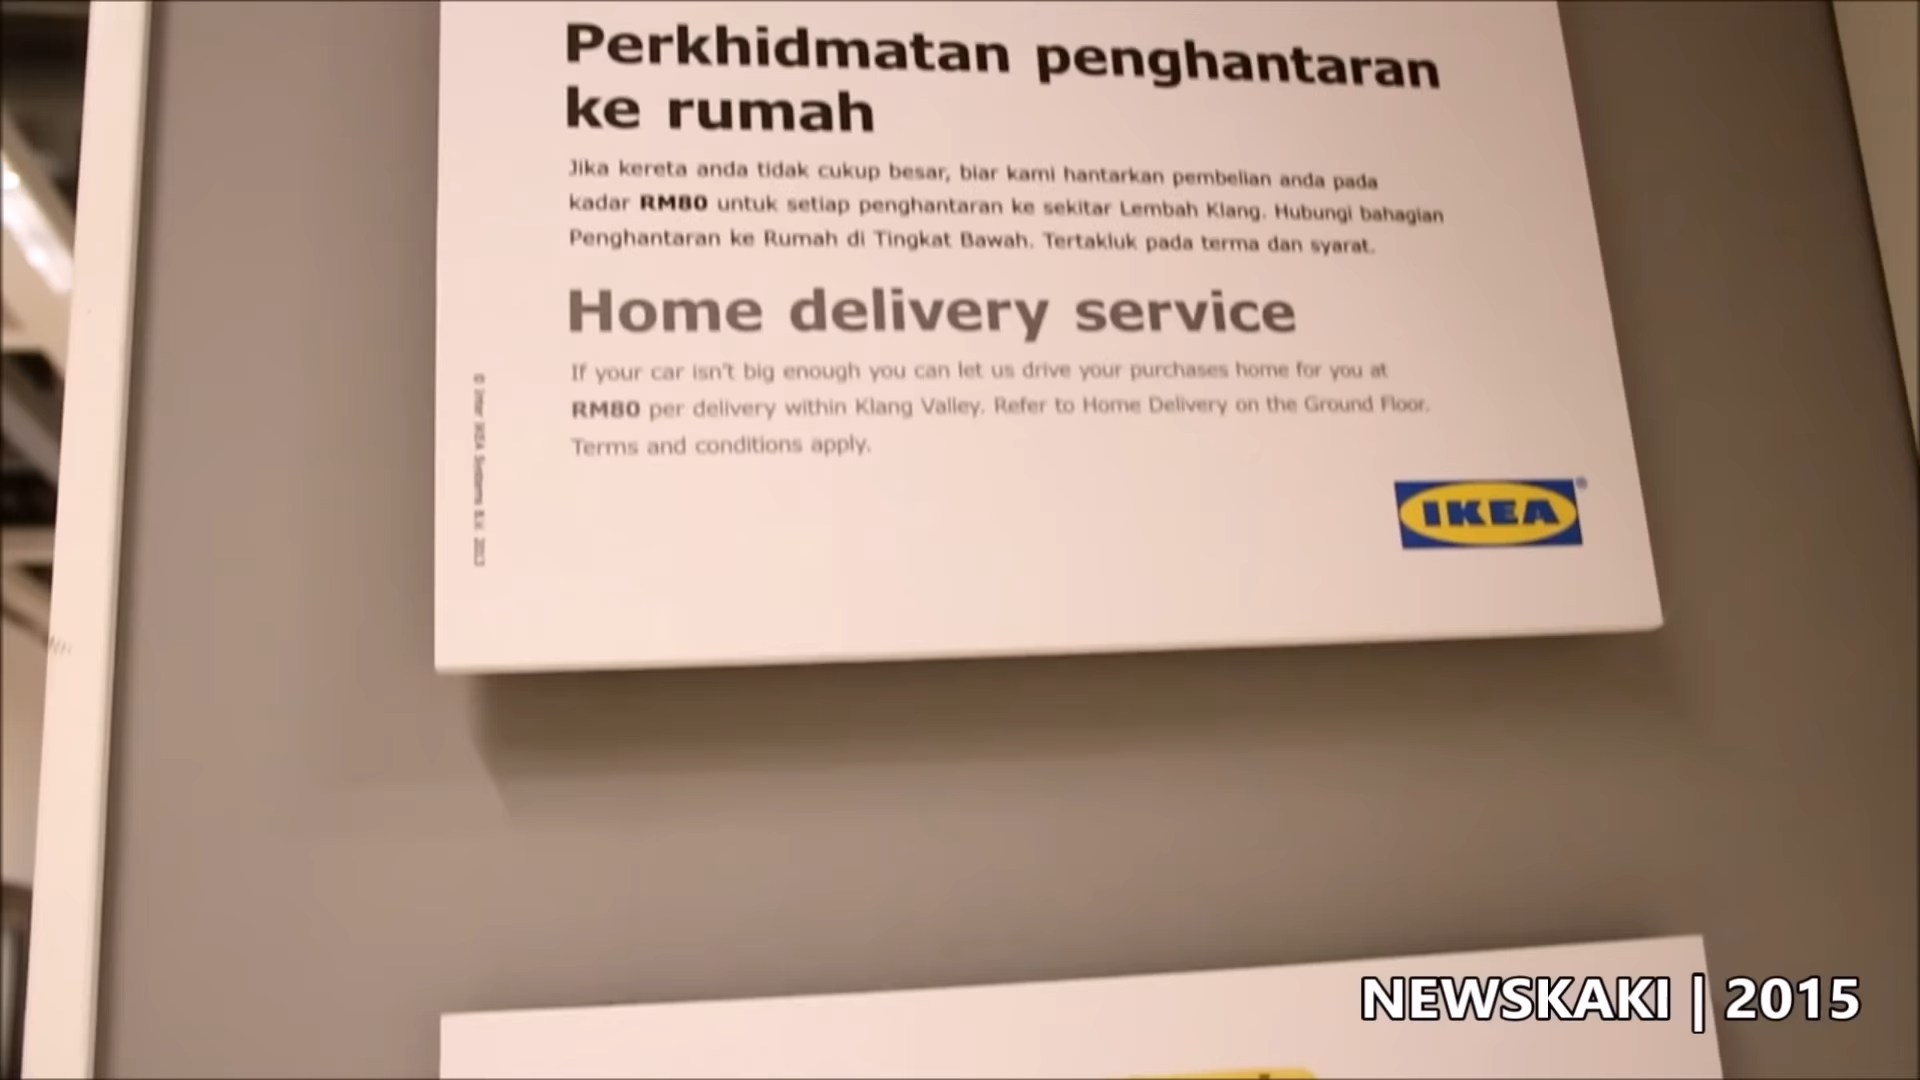 Perkhidmatan penghantaran
ke rumah
Jika kereta anda tidak cukup besar, biar kami hantarkan pembelian anda pada
kadar RM80 untuk setiap penghantaran ke sekitar Lembah Klang. Hubungi bahagian
Penghantaran ke Rumah di Tingkat Bawah. Tertakluk pada terma dan syarat.
Home delivery service
If your car isn't big enough you can let us drive your purchases home for you at
RM80 per delivery within Klang Valley. Refer to Home Delivery on the Ground Floor.
Terms and conditions apply.
© Inter IKEA Systems B.V. 2013
IKEA®
NEWSKAKI | 2015